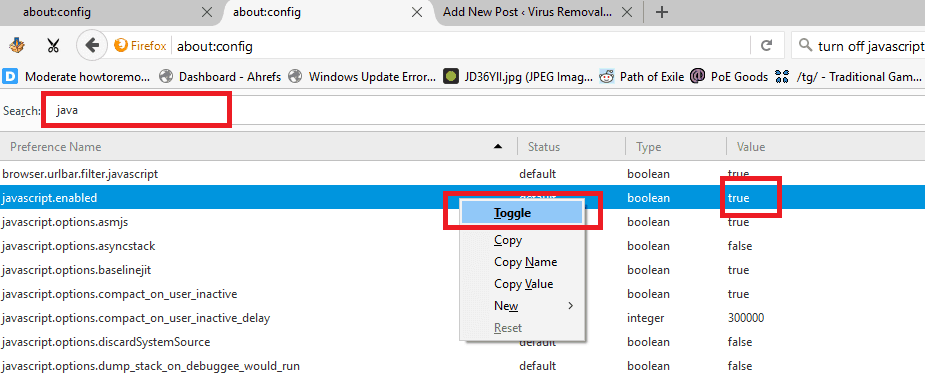 about:config about:config Add New Post ‹ Virus Removal...
Firefox about:config turn off javascript
Moderate howtoremo... Dashboard - Ahrefs Windows Update Error... JD36YII.jpg (JPEG Imag... Path of Exile PoE Goods /tg/ - Traditional Gam...
Search: java
Preference Name Status Type Value
browser.urlbar.filter.javascript default boolean true
javascript.enabled default boolean true
javascript.options.asmjs boolean true
javascript.options.asyncstack boolean false
javascript.options.baselinejit boolean true
javascript.options.compact_on_user_inactive boolean true
javascript.options.compact_on_user_inactive_delay integer 300000
javascript.options.discardSystemSource default boolean false
javascript.options.dump_stack_on_debuggee_would_run default boolean false
Toggle
Copy
Copy Name
Copy Value
New
Reset